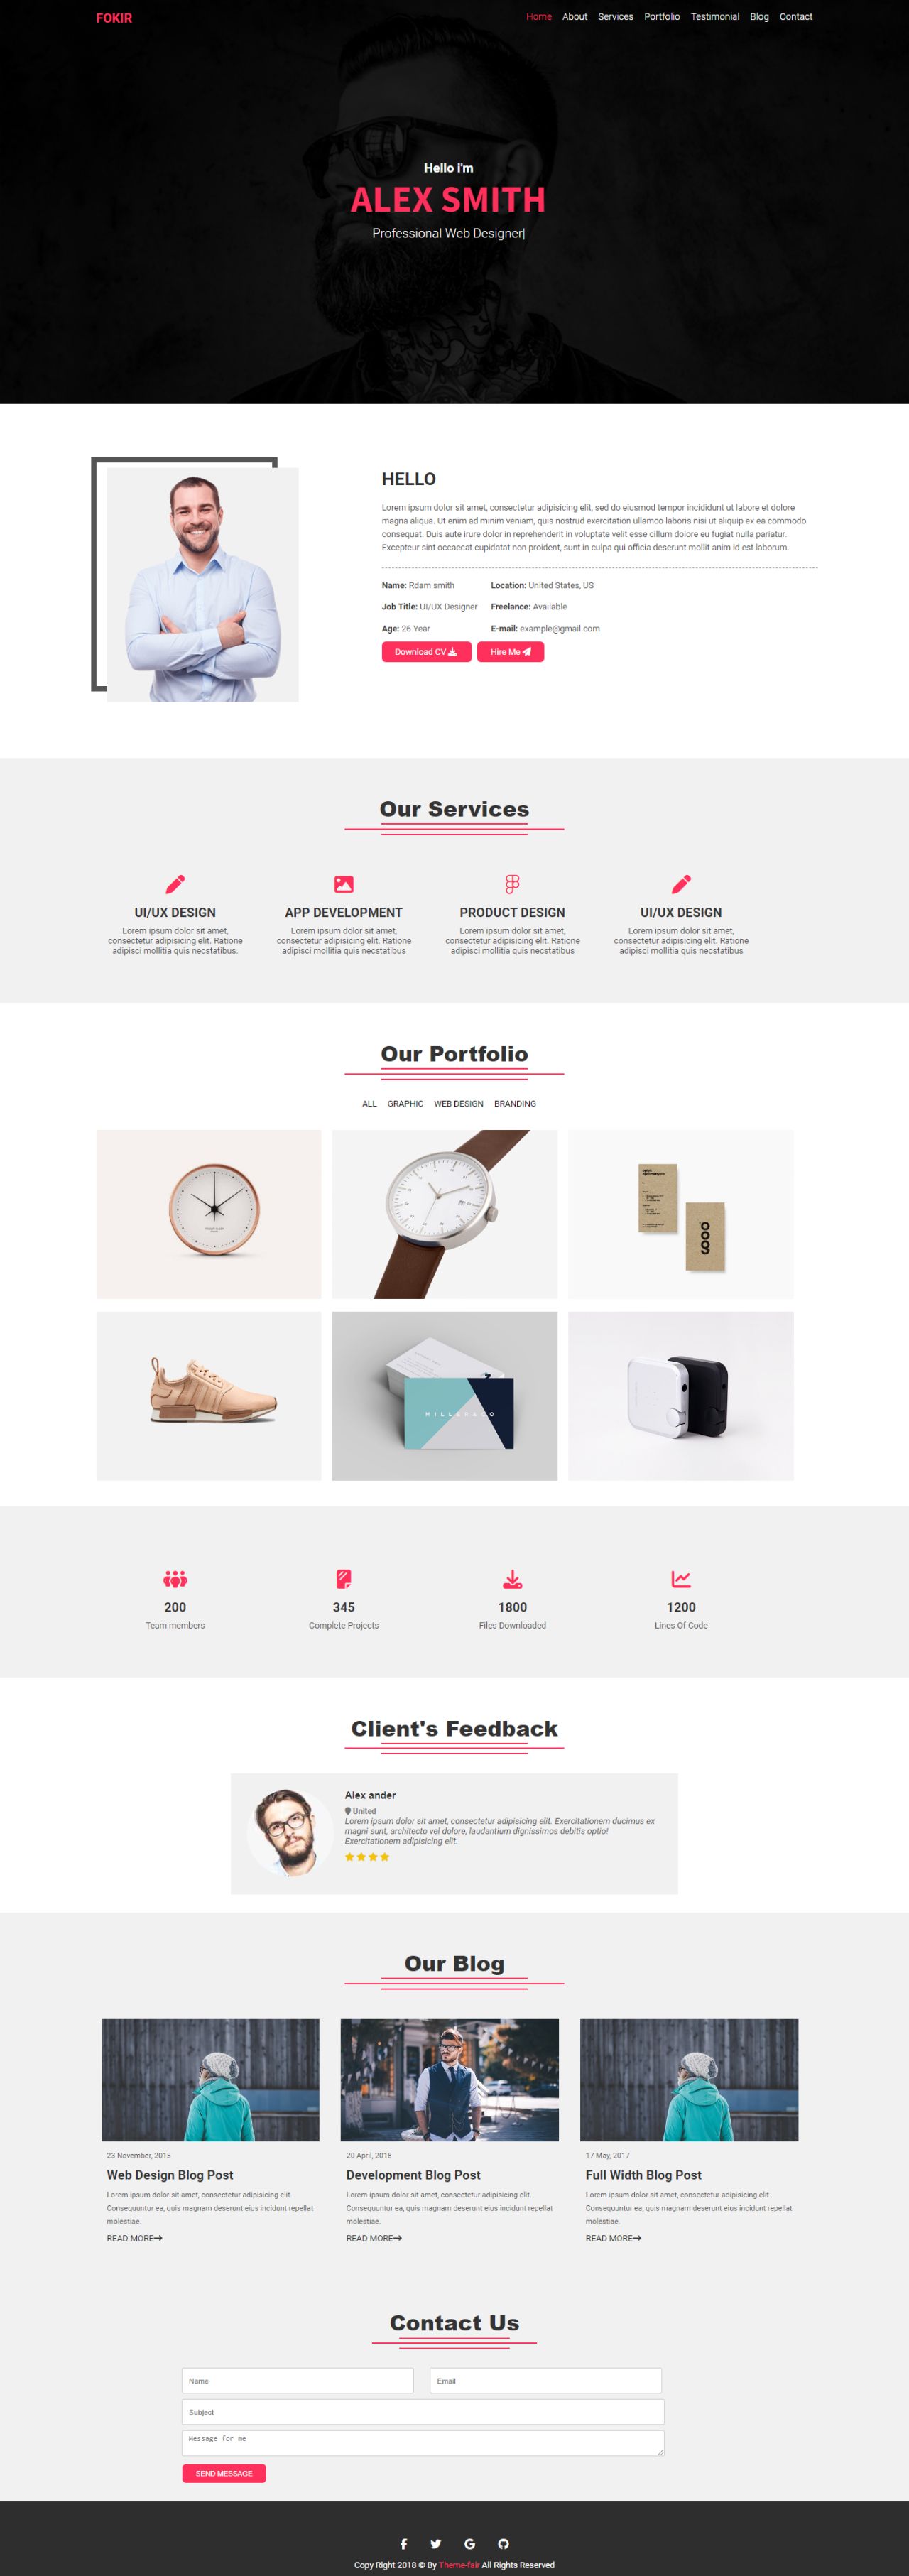 FOKIR
Home About Services Portfolio Testimonial Blog Contact
Hello i'm
ALEX SMITH
Professional Web Designer|
HELLO
Lorem ipsum dolor sit amet, consectetur adipisicing elit, sed do eiusmod tempor incididunt ut labore et dolore
magna aliqua. Ut enim ad minim veniam, quis nostrud exercitation ullamco laboris nisi ut aliquip ex ea commodo
consequat. Duis aute irure dolor in reprehenderit in voluptate velit esse cillum dolore eu fugiat nulla pariatur.
Excepteur sint occaecat cupidatat non proident, sunt in culpa qui officia deserunt mollit anim id est laborum.
Name: Rdam smith Location: United States, US
Job Title: UI/UX Designer Freelance: Available
Age: 26 Year E-mail: example@gmail.com
Download CV Hire Me
Our Services
UI/UX DESIGN
Lorem ipsum dolor sit amet,
consectetur adipisicing elit. Ratione
adipisci mollitia quis necstatibus.
APP DEVELOPMENT
Lorem ipsum dolor sit amet,
consectetur adipisicing elit. Ratione
adipisci mollitia quis necstatibus
PRODUCT DESIGN
Lorem ipsum dolor sit amet,
consectetur adipisicing elit. Ratione
adipisci mollitia quis necstatibus
UI/UX DESIGN
Lorem ipsum dolor sit amet,
consectetur adipisicing elit. Ratione
adipisci mollitia quis necstatibus
Our Portfolio
ALL GRAPHIC WEB DESIGN BRANDING
200
Team members
345
Complete Projects
1800
Files Downloaded
1200
Lines Of Code
Client's Feedback
Alex ander
United
Lorem ipsum dolor sit amet, consectetur adipisicing elit. Exercitationem ducimus ex
magni sunt, architecto vel dolore, laudantium dignissimos debitis optio!
Exercitationem adipisicing elit.
Our Blog
23 November, 2015
Web Design Blog Post
Lorem ipsum dolor sit amet, consectetur adipisicing elit.
Consequuntur ea, quis magnam deserunt eius incidunt repellat
molestiae.
READ MORE→
20 April, 2018
Development Blog Post
Lorem ipsum dolor sit amet, consectetur adipisicing elit.
Consequuntur ea, quis magnam deserunt eius incidunt repellat
molestiae.
READ MORE→
17 May, 2017
Full Width Blog Post
Lorem ipsum dolor sit amet, consectetur adipisicing elit.
Consequuntur ea, quis magnam deserunt eius incidunt repellat
molestiae.
READ MORE→
Contact Us
Name
Email
Subject
Message for me
SEND MESSAGE
Copy Right 2018 © By Theme-fair All Rights Reserved